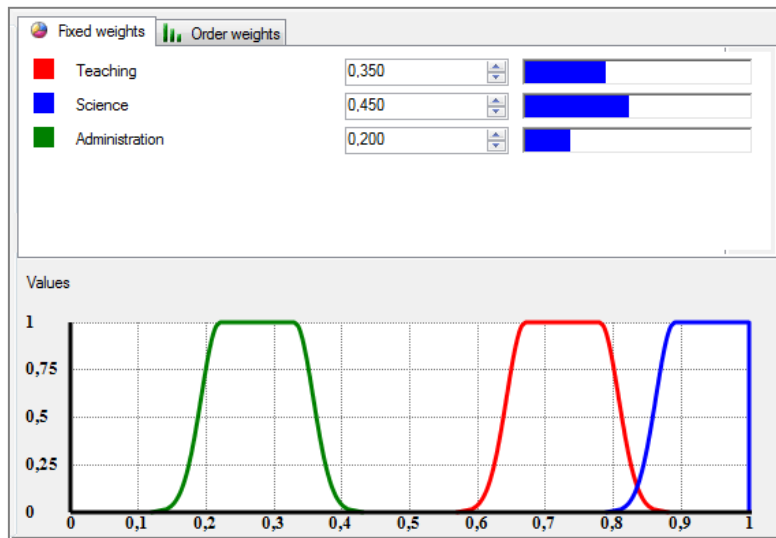 Fixed weights Order weights
Teaching 0,350
Science 0,450
Administration 0,200
Values
1
0,75
0,5
0,25
0
0 0,1 0,2 0,3 0,4 0,5 0,6 0,7 0,8 0,9 1